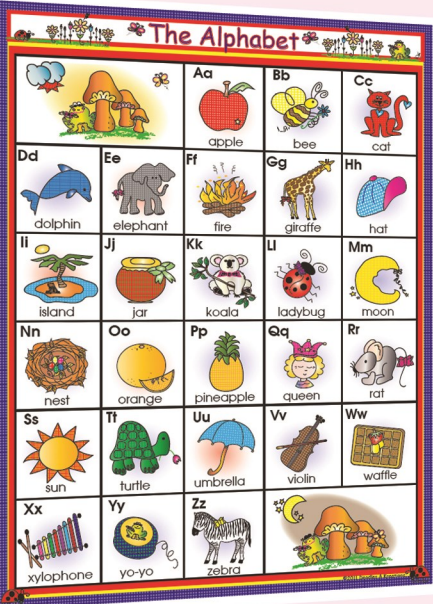 The Alphabet
Aa
apple
Bb
bee
Cc
cat
Dd
dolphin
Ee
elephant
Ff
fire
Gg
giraffe
Hh
hat
Ii
island
Jj
jar
Kk
koala
Ll
ladybug
Mm
moon
Nn
nest
Oo
orange
Pp
pineapple
Qq
queen
Rr
rat
Ss
sun
Tt
turtle
Uu
umbrella
Vv
violin
Ww
waffle
Xx
xylophone
Yy
yo-yo
Zz
zebra